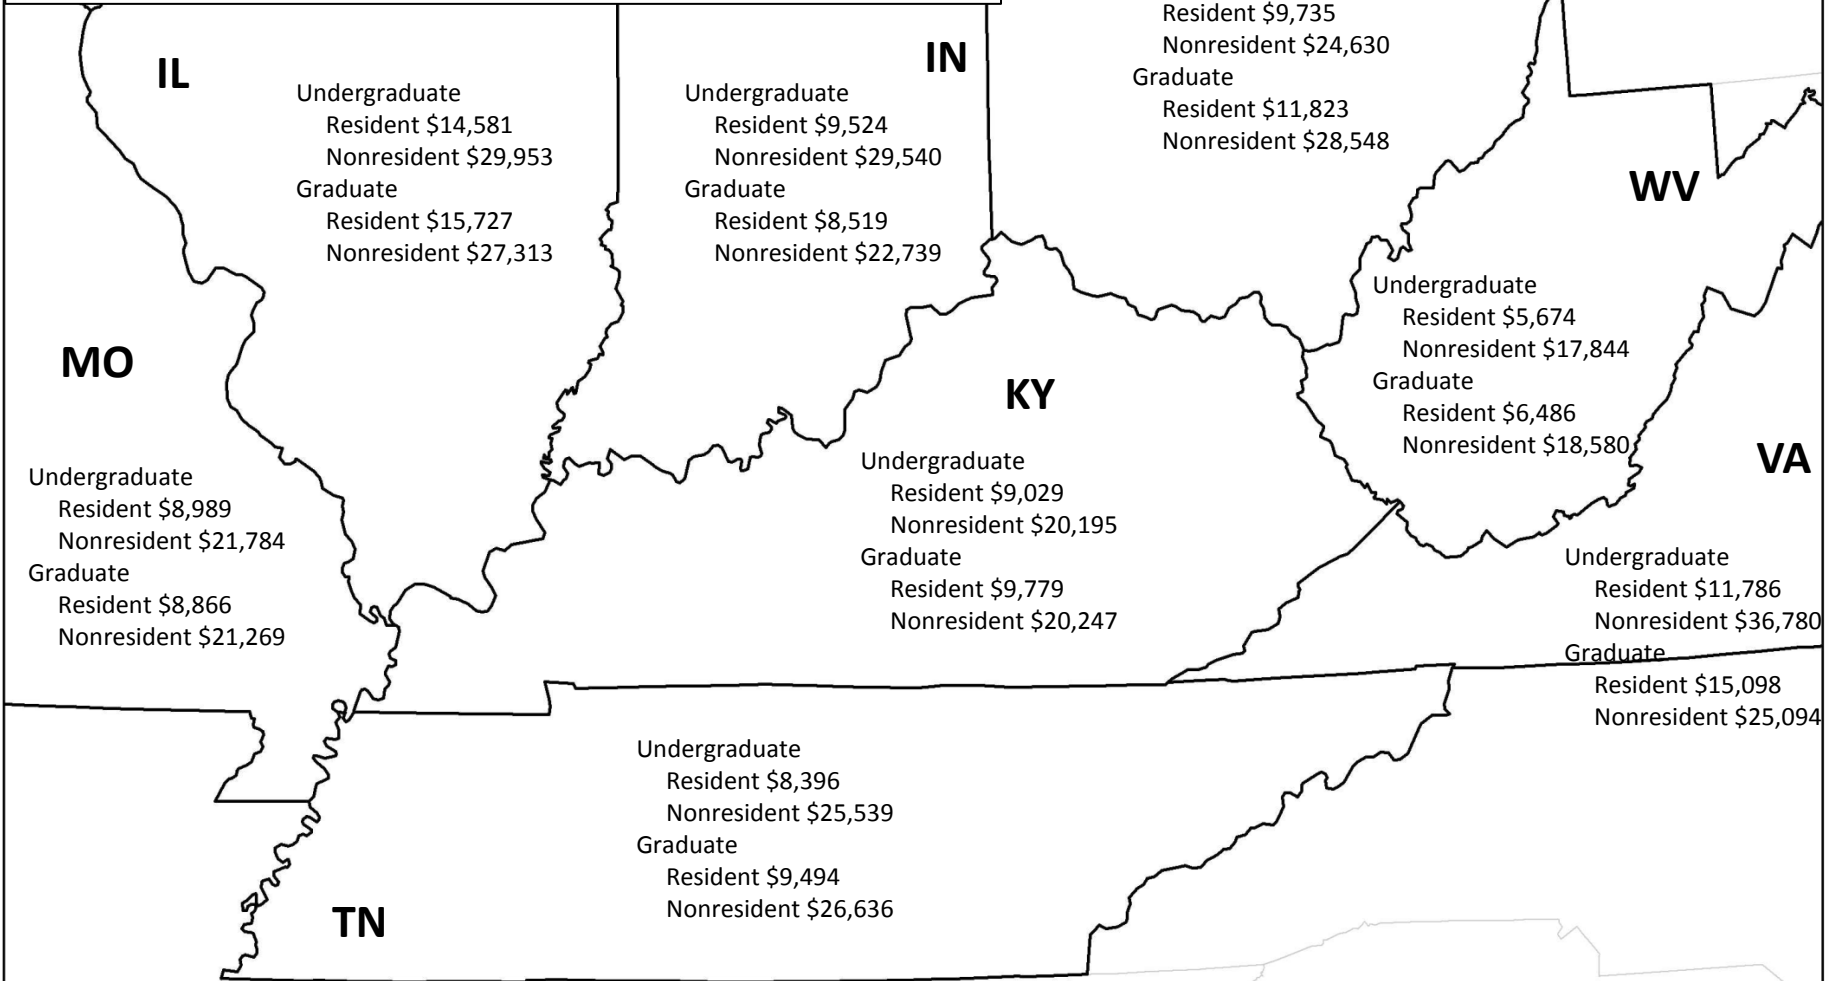 Resident $9,735
Nonresident $24,630
Graduate
Resident $11,823
Nonresident $28,548
IL
Undergraduate
Resident $14,581
Nonresident $29,953
Graduate
Resident $15,727
Nonresident $27,313
IN
Undergraduate
Resident $9,524
Nonresident $29,540
Graduate
Resident $8,519
Nonresident $22,739
WV
Undergraduate
Resident $5,674
Nonresident $17,844
Graduate
Resident $6,486
Nonresident $18,580
MO
Undergraduate
Resident $8,989
Nonresident $21,784
Graduate
Resident $8,866
Nonresident $21,269
KY
Undergraduate
Resident $9,029
Nonresident $20,195
Graduate
Resident $9,779
Nonresident $20,247
VA
Undergraduate
Resident $11,786
Nonresident $36,780
Graduate
Resident $15,098
Nonresident $25,094
TN
Undergraduate
Resident $8,396
Nonresident $25,539
Graduate
Resident $9,494
Nonresident $26,636